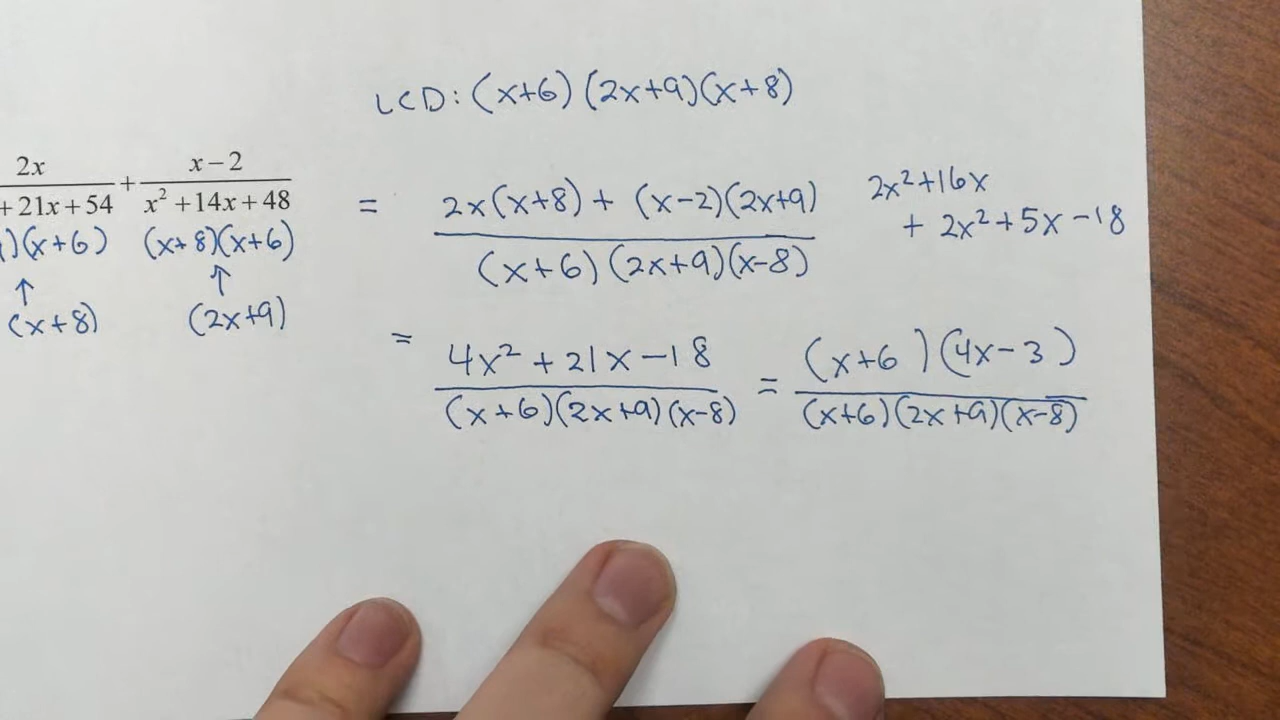 LCD: (x+6)(2x+9)(x+8)
2x/(+21x+54) + (x-2)/(x²+14x+48) = (2x(x+8) + (x-2)(2x+9))/((x+6)(2x+9)(x-8))
2x²+16x
+ 2x²+5x-18
)(x+6) (x+8)(x+6)
↑ ↑
(x+8) (2x+9)
= (4x²+21x-18)/((x+6)(2x+9)(x-8)) = ((x+6)(4x-3))/((x+6)(2x+9)(x-8))